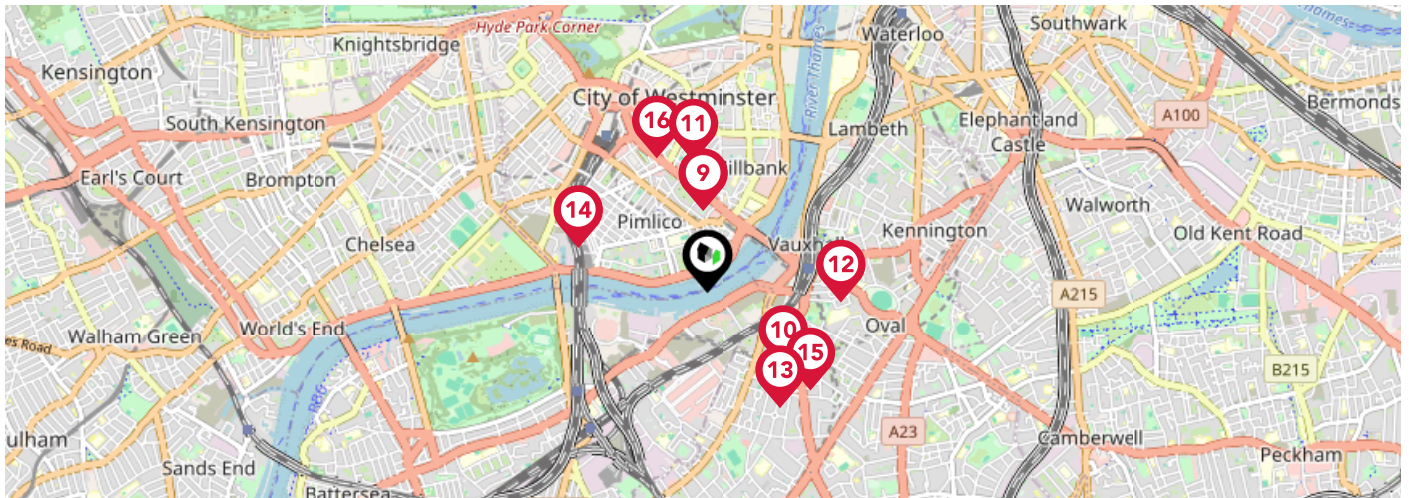 Hyde Park Corner
Southwark
Thames
Knightsbridge
Waterloo
River Thames
Kensington
City of Westminster
Bermonds
A100
16
11
South Kensington
Lambeth
Elephant and
Castle
Earl's Court
Brompton
9
illbank
14
Pimlico
Walworth
Chelsea
Vauxhall
Kennington
Old Kent Road
12
A215
World's End
10
Oval
Walham Green
es Road
15
13
B215
ulham
A23
Camberwell
Sands End
Peckham
Battersea